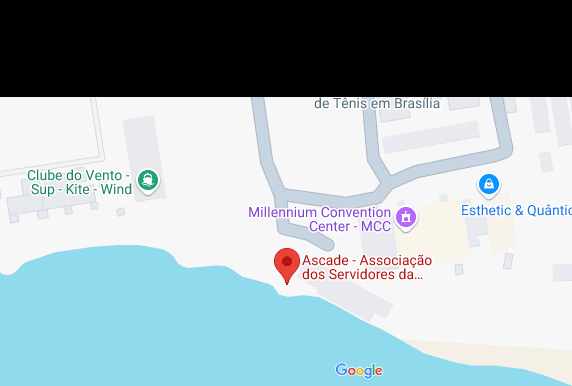 de Tênis em Brasília
Clube do Vento -
Sup - Kite - Wind
Millennium Convention
Center - MCC
Esthetic & Quântic
Ascade - Associação
dos Servidores da...
Google